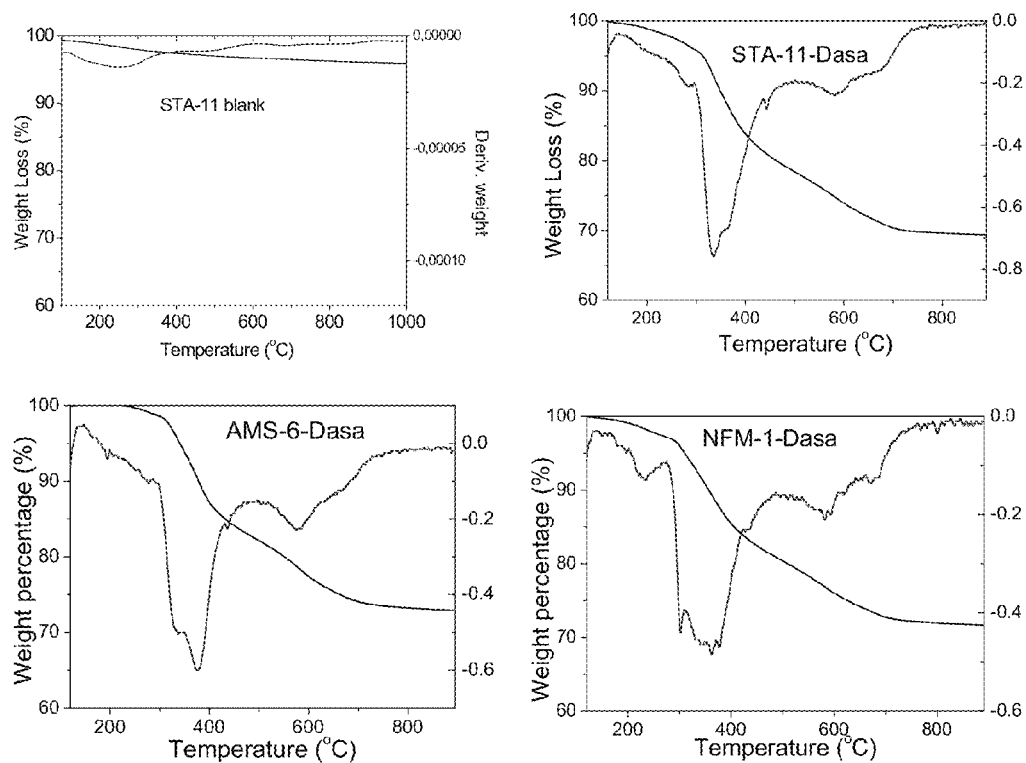 100
90
80
70
60
Weight Loss (%)
STA-11 blank
0,00000
-0,00005
-0,00010
Deriv. weight
200 400 600 800 1000
Temperature (°C)
100
90
80
70
60
Weight Loss (%)
STA-11-Dasa
0.0
-0.2
-0.4
-0.6
-0.8
200 400 600 800
Temperature (°C)
100
90
80
70
60
Weight percentage (%)
AMS-6-Dasa
0.0
-0.2
-0.4
-0.6
200 400 600 800
Temperature (°C)
100
90
80
70
60
Weight percentage (%)
NFM-1-Dasa
0.0
-0.2
-0.4
-0.6
200 400 600 800
Temperature (°C)